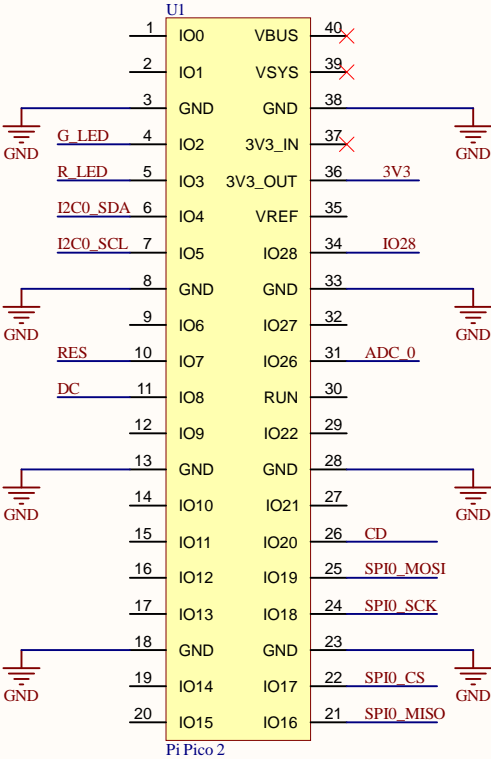 U1
1 IO0 VBUS 40
2 IO1 VSYS 39
3 GND GND 38
GND GND
G_LED 4 IO2 3V3_IN 37
R_LED 5 IO3 3V3_OUT 36 3V3
I2C0_SDA 6 IO4 VREF 35
I2C0_SCL 7 IO5 IO28 34 IO28
8 GND GND 33
GND GND
9 IO6 IO27 32
RES 10 IO7 IO26 31 ADC_0
DC 11 IO8 RUN 30
12 IO9 IO22 29
13 GND GND 28
GND GND
14 IO10 IO21 27
15 IO11 IO20 26 CD
16 IO12 IO19 25 SPI0_MOSI
17 IO13 IO18 24 SPI0_SCK
18 GND GND 23
GND GND
19 IO14 IO17 22 SPI0_CS
20 IO15 IO16 21 SPI0_MISO
Pi Pico 2